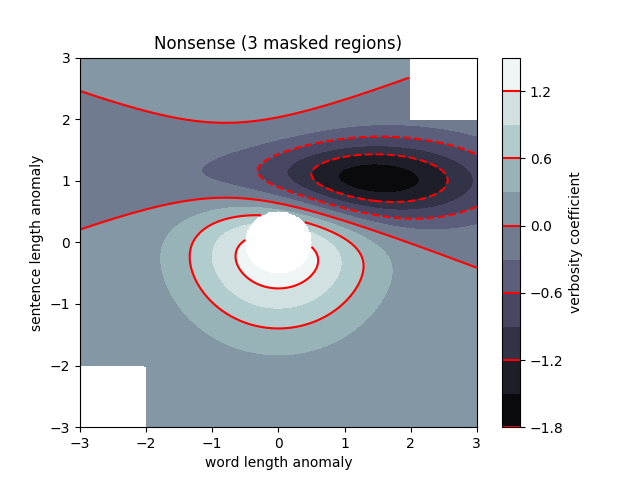 Nonsense (3 masked regions)
3
2
1
0
−1
−2
−3
−3 −2 −1 0 1 2 3
word length anomaly
sentence length anomaly
1.2
0.6
0.0
−0.6
−1.2
−1.8
verbosity coefficient